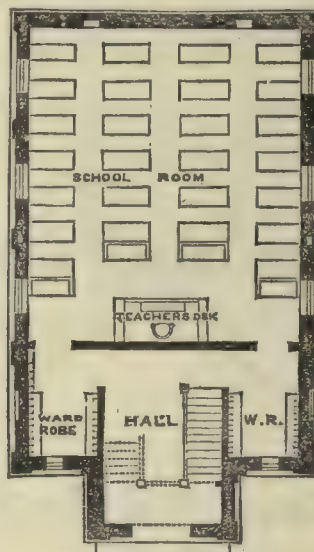 SCHOOL ROOM
TEACHERS DSK
WARD
ROBE
HALL
W.R.